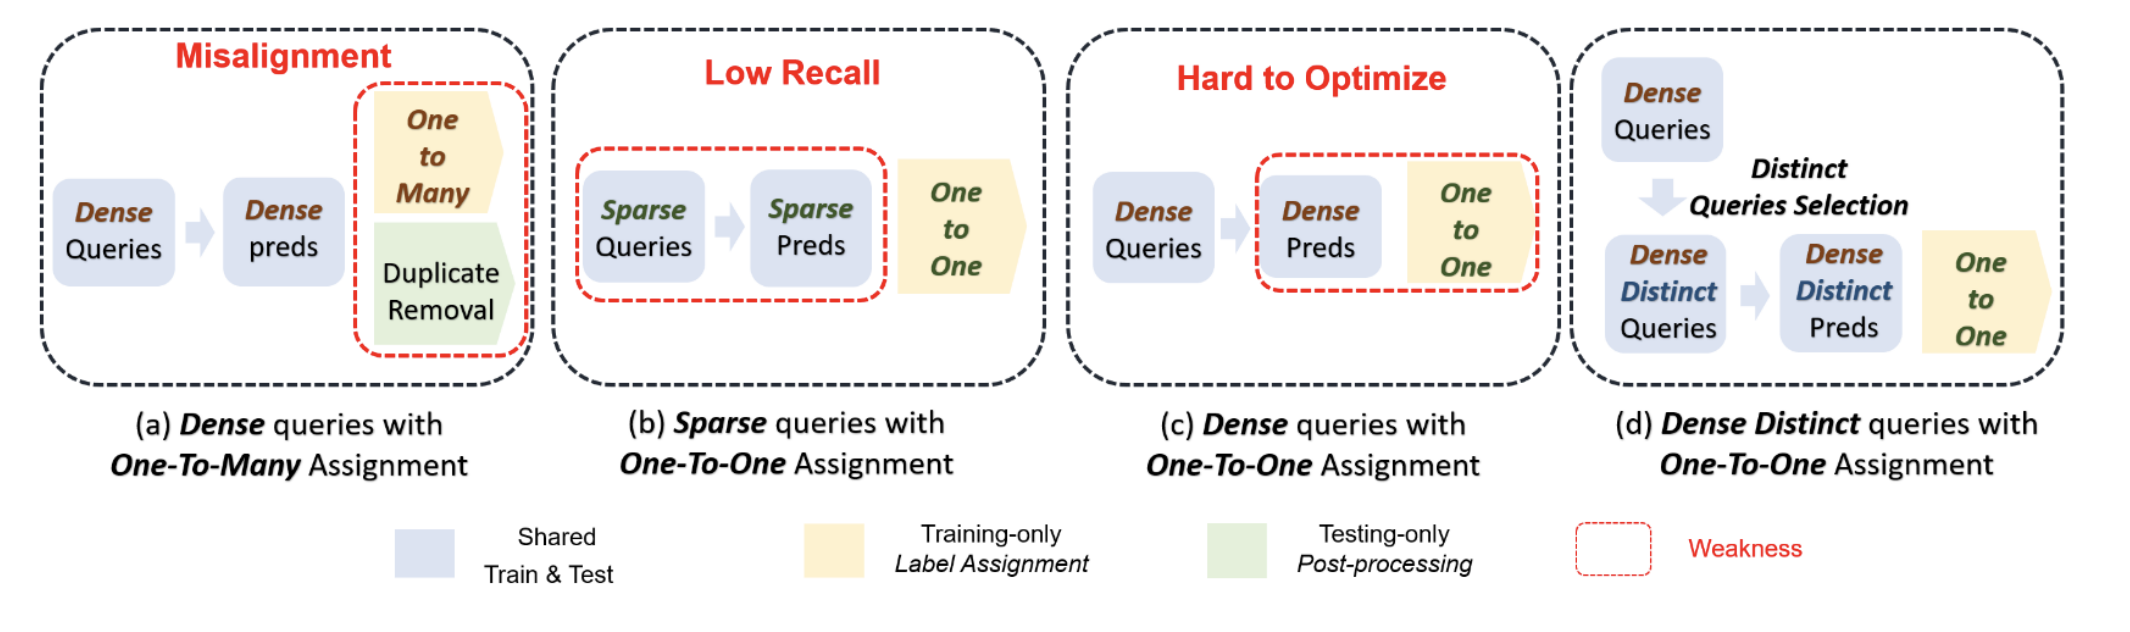 Misalignment
Dense
Queries
Dense
preds
One
to
Many
Duplicate
Removal
(a) Dense queries with
One-To-Many Assignment
Low Recall
Sparse
Queries
Sparse
Preds
One
to
One
(b) Sparse queries with
One-To-One Assignment
Hard to Optimize
Dense
Queries
Dense
Preds
One
to
One
(c) Dense queries with
One-To-One Assignment
Dense
Queries
Distinct
Queries Selection
Dense
Distinct
Queries
Dense
Distinct
Preds
One
to
One
(d) Dense Distinct queries with
One-To-One Assignment
Shared
Train & Test
Training-only
Label Assignment
Testing-only
Post-processing
Weakness